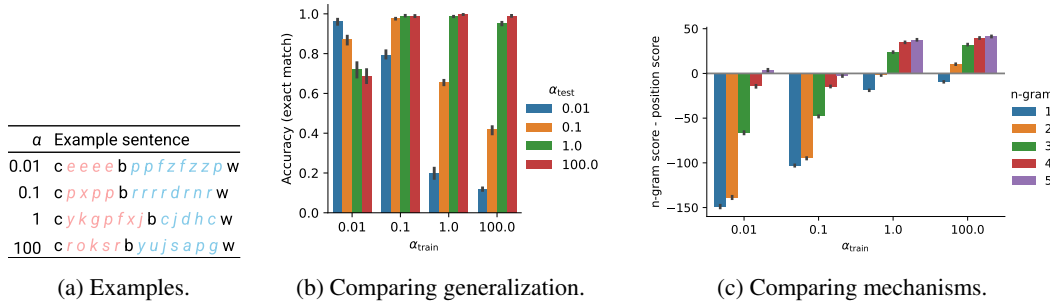 α Example sentence
0.01 c e e e e b p p f z f z z p w
0.1 c p x p p b r r r r d r n r w
1 c y k g p f x j b c j d h c w
100 c r o k s r b y u j s a p g w
(a) Examples.
Accuracy (exact match)
1.0
0.8
0.6
0.4
0.2
0.0
0.01 0.1 1.0 100.0
α_train
α_test
0.01
0.1
1.0
100.0
(b) Comparing generalization.
n-gram score - position score
50
0
−50
−100
−150
0.01 0.1 1.0 100.0
α_train
n-gram
1
2
3
4
5
(c) Comparing mechanisms.